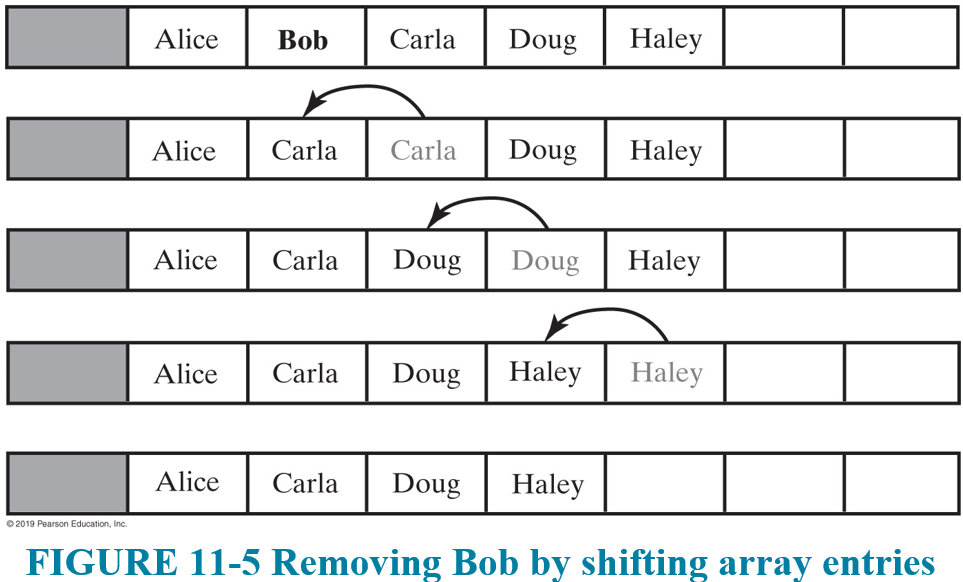 Alice Bob Carla Doug Haley
Alice Carla Carla Doug Haley
Alice Carla Doug Doug Haley
Alice Carla Doug Haley Haley
Alice Carla Doug Haley
© 2019 Pearson Education, Inc.
FIGURE 11-5 Removing Bob by shifting array entries